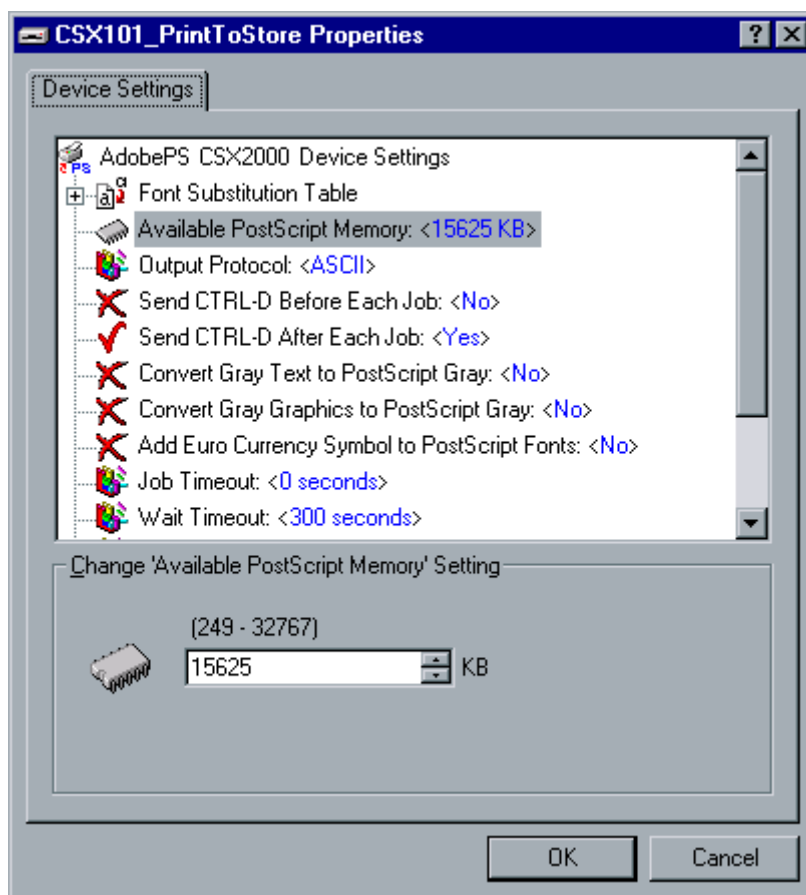 CSX101_PrintToStore Properties
Device Settings
AdobePS CSX2000 Device Settings
Font Substitution Table
Available PostScript Memory: <15625 KB>
Output Protocol: <ASCII>
Send CTRL-D Before Each Job: <No>
Send CTRL-D After Each Job: <Yes>
Convert Gray Text to PostScript Gray: <No>
Convert Gray Graphics to PostScript Gray: <No>
Add Euro Currency Symbol to PostScript Fonts: <No>
Job Timeout: <0 seconds>
Wait Timeout: <300 seconds>
Change 'Available PostScript Memory' Setting
(249 - 32767)
15625 KB
OK Cancel